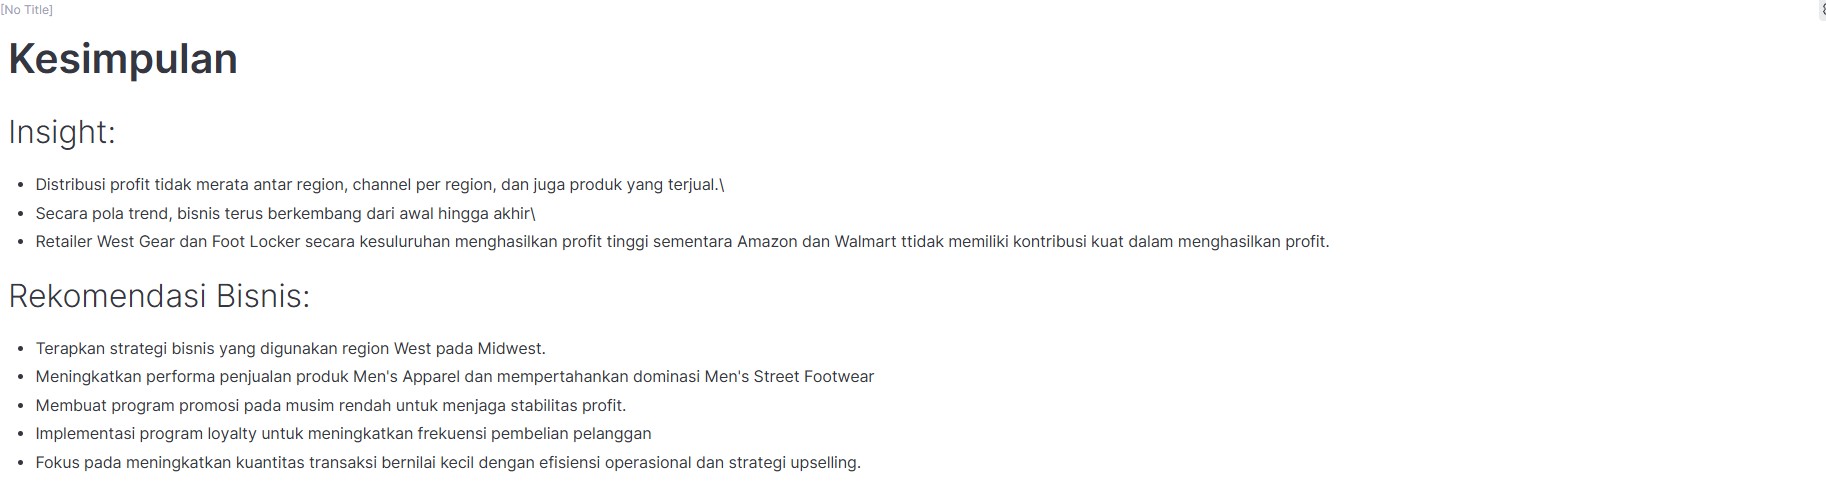 [No Title]
Kesimpulan
Insight:
• Distribusi profit tidak merata antar region, channel per region, dan juga produk yang terjual.\
• Secara pola trend, bisnis terus berkembang dari awal hingga akhir\
• Retailer West Gear dan Foot Locker secara kesuluruhan menghasilkan profit tinggi sementara Amazon dan Walmart ttidak memiliki kontribusi kuat dalam menghasilkan profit.
Rekomendasi Bisnis:
• Terapkan strategi bisnis yang digunakan region West pada Midwest.
• Meningkatkan performa penjualan produk Men's Apparel dan mempertahankan dominasi Men's Street Footwear
• Membuat program promosi pada musim rendah untuk menjaga stabilitas profit.
• Implementasi program loyalty untuk meningkatkan frekuensi pembelian pelanggan
• Fokus pada meningkatkan kuantitas transaksi bernilai kecil dengan efisiensi operasional dan strategi upselling.